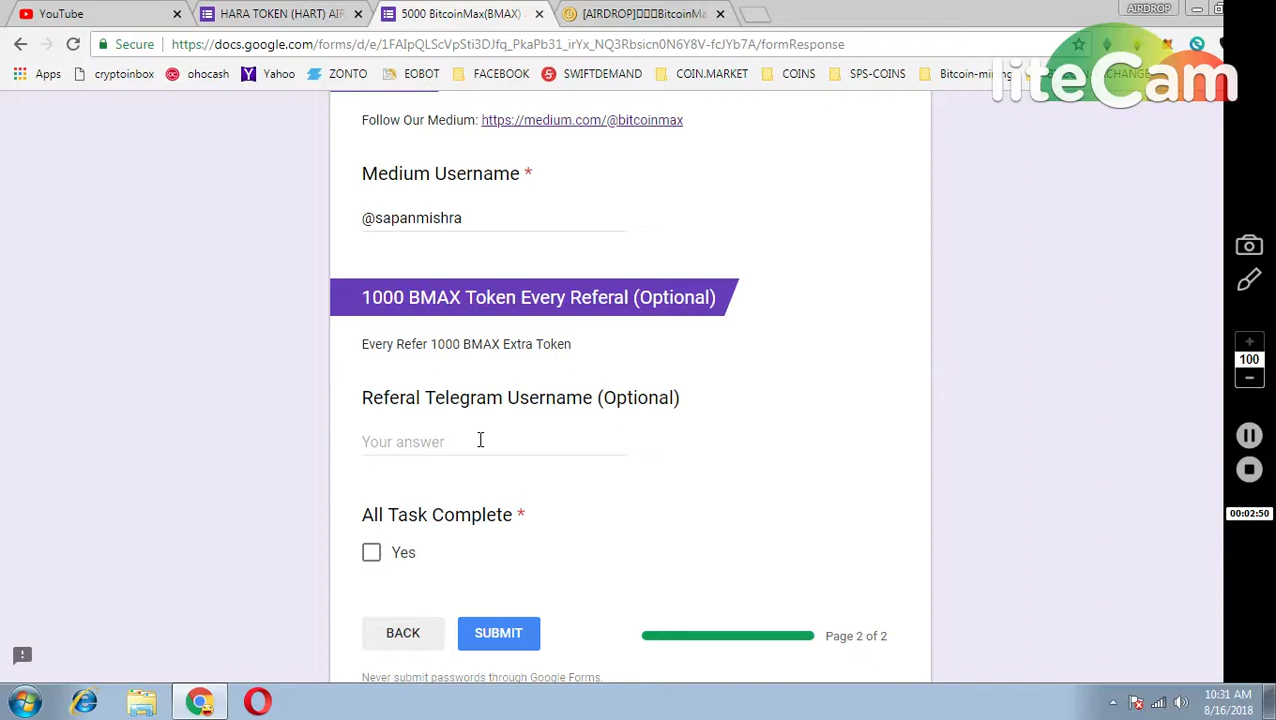 YouTube
HARA TOKEN (HART) AIF
5000 BitcoinMax(BMAX)
[AIRDROP]▯▯▯BitcoinMa
AIRDROP
Secure
docs.google.com/forms/d/e/
/formResponse
Apps
cryptoinbox
ohocash
Yahoo
ZONTO
EOBOT
FACEBOOK
SWIFTDEMAND
COIN.MARKET
COINS
SPS-COINS
liteCam
Follow Our Medium: https://medium.com/@bitcoinmax
Medium Username *
@sapanmishra
1000 BMAX Token Every Referal (Optional)
Every Refer 1000 BMAX Extra Token
Referal Telegram Username (Optional)
Your answer
All Task Complete *
Yes
BACK
SUBMIT
Page 2 of 2
Never submit passwords through Google Forms.
100
00:02:50
10:31 AM
8/16/2018